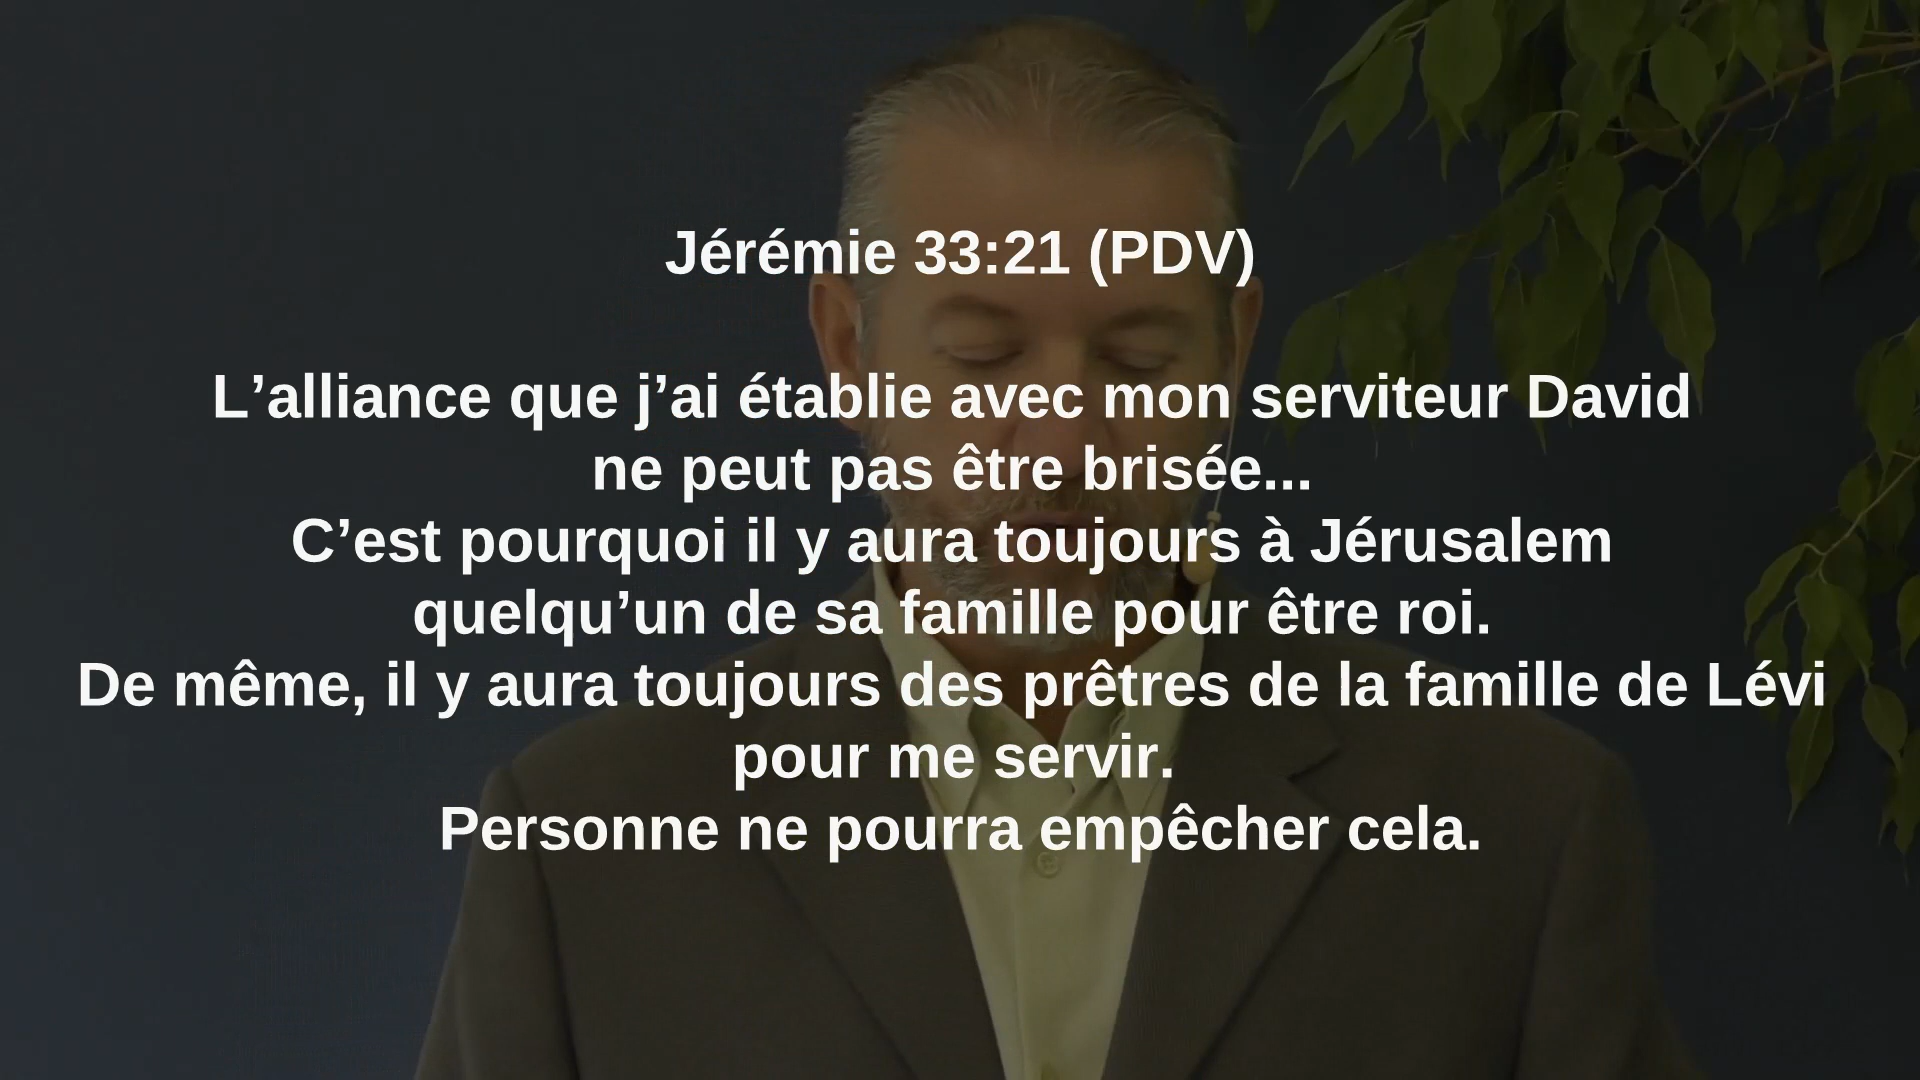 Jérémie 33:21 (PDV)
L’alliance que j’ai établie avec mon serviteur David
ne peut pas être brisée...
C’est pourquoi il y aura toujours à Jérusalem
quelqu’un de sa famille pour être roi.
De même, il y aura toujours des prêtres de la famille de Lévi
pour me servir.
Personne ne pourra empêcher cela.